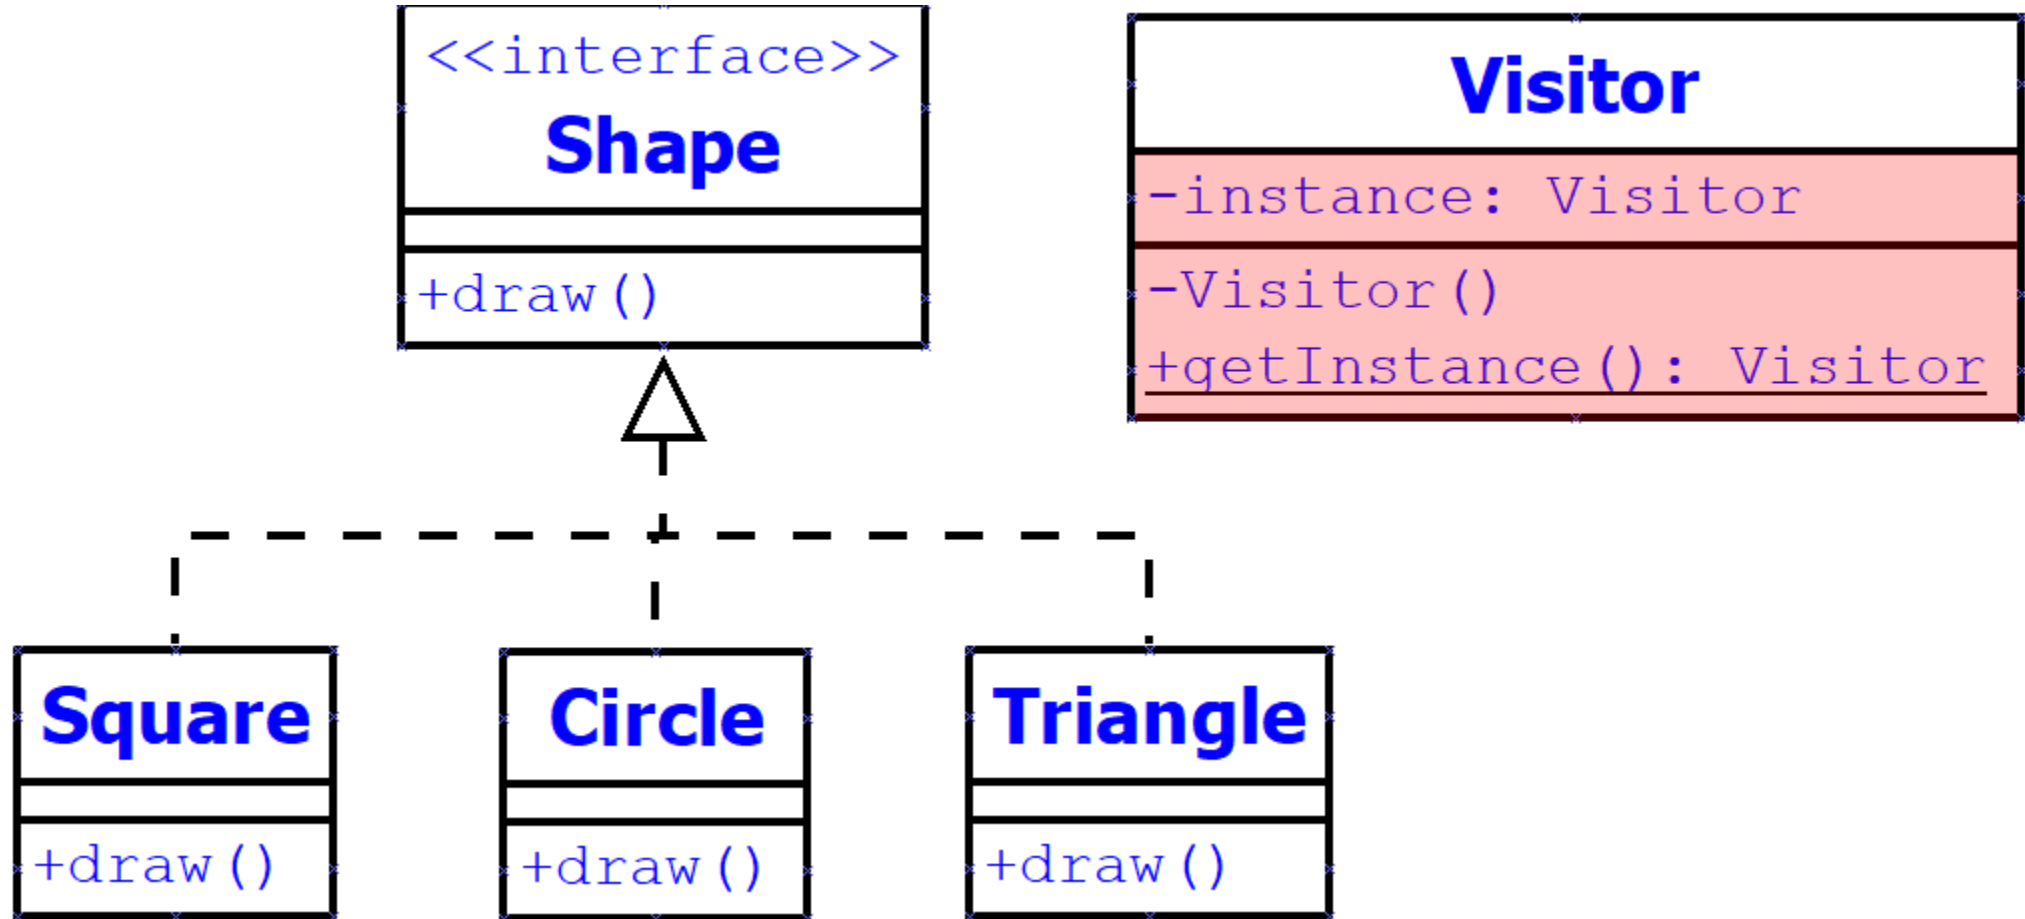 <<interface>>
Shape
+draw()
Visitor
-instance: Visitor
-Visitor()
+getInstance(): Visitor
Square
+draw()
Circle
+draw()
Triangle
+draw()